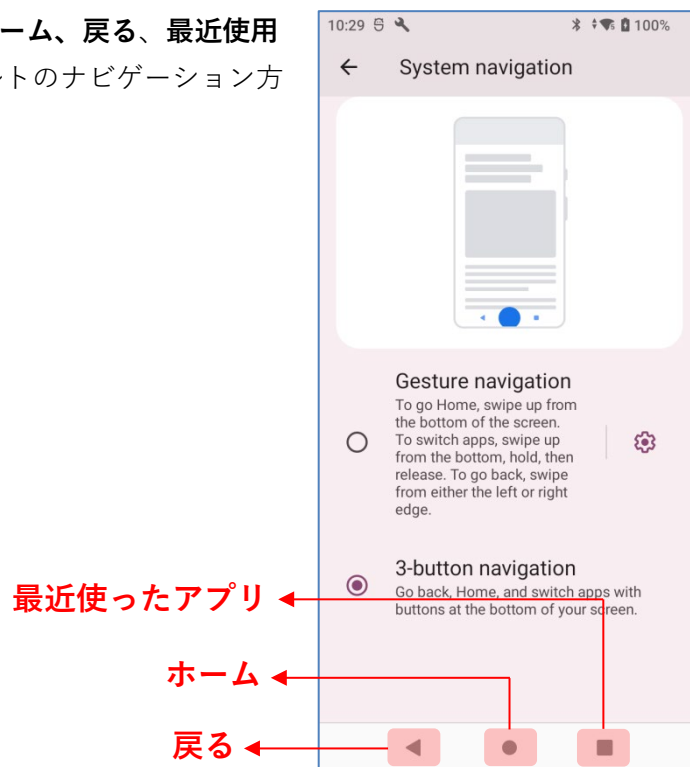 ーム、戻る、最近使用
トのナビゲーション方
10:29
100%
System navigation
Gesture navigation
To go Home, swipe up from
the bottom of the screen.
To switch apps, swipe up
from the bottom, hold, then
release. To go back, swipe
from either the left or right
edge.
3-button navigation
Go back, Home, and switch apps with
buttons at the bottom of your screen.
最近使ったアプリ
ホーム
戻る